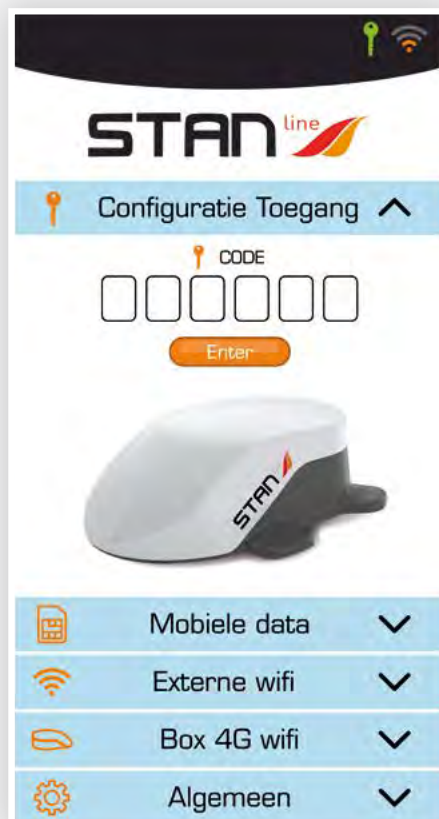 STAN line
Configuratie Toegang
CODE
Enter
STAN
Mobiele data
Externe wifi
Box 4G wifi
Algemeen